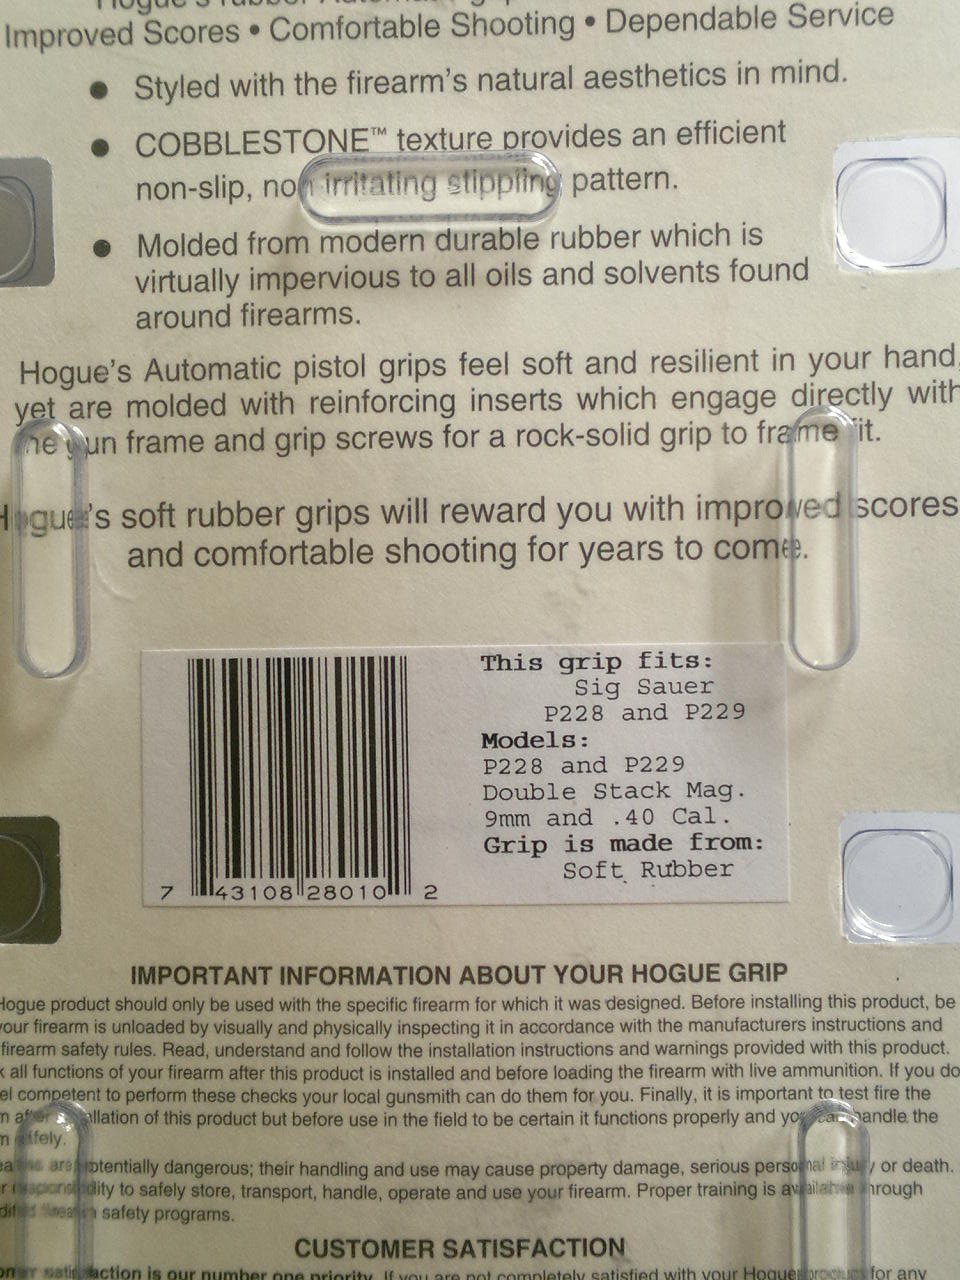 Hogue's rubber Automatic
Improved Scores • Comfortable Shooting • Dependable Service
● Styled with the firearm's natural aesthetics in mind.
● COBBLESTONE™ texture provides an efficient
non-slip, non irritating stippling pattern.
● Molded from modern durable rubber which is
virtually impervious to all oils and solvents found
around firearms.
Hogue's Automatic pistol grips feel soft and resilient in your hand,
yet are molded with reinforcing inserts which engage directly with
the gun frame and grip screws for a rock-solid grip to frame fit.
Hogue's soft rubber grips will reward you with improved scores
and comfortable shooting for years to come.
This grip fits:
Sig Sauer
P228 and P229
Models:
P228 and P229
Double Stack Mag.
9mm and .40 Cal.
Grip is made from:
Soft Rubber
7 43108 28010 2
IMPORTANT INFORMATION ABOUT YOUR HOGUE GRIP
Hogue product should only be used with the specific firearm for which it was designed. Before installing this product, be
your firearm is unloaded by visually and physically inspecting it in accordance with the manufacturers instructions and
firearm safety rules. Read, understand and follow the installation instructions and warnings provided with this product.
all functions of your firearm after this product is installed and before loading the firearm with live ammunition. If you do
competent to perform these checks your local gunsmith can do them for you. Finally, it is important to test fire the
after installation of this product but before use in the field to be certain it functions properly and you can handle the
safely.
are potentially dangerous; their handling and use may cause property damage, serious personal injury or death.
responsibility to safely store, transport, handle, operate and use your firearm. Proper training is available through
firearm safety programs.
CUSTOMER SATISFACTION
satisfaction is our number one priority. If you are not completely satisfied with your Hogue product for any